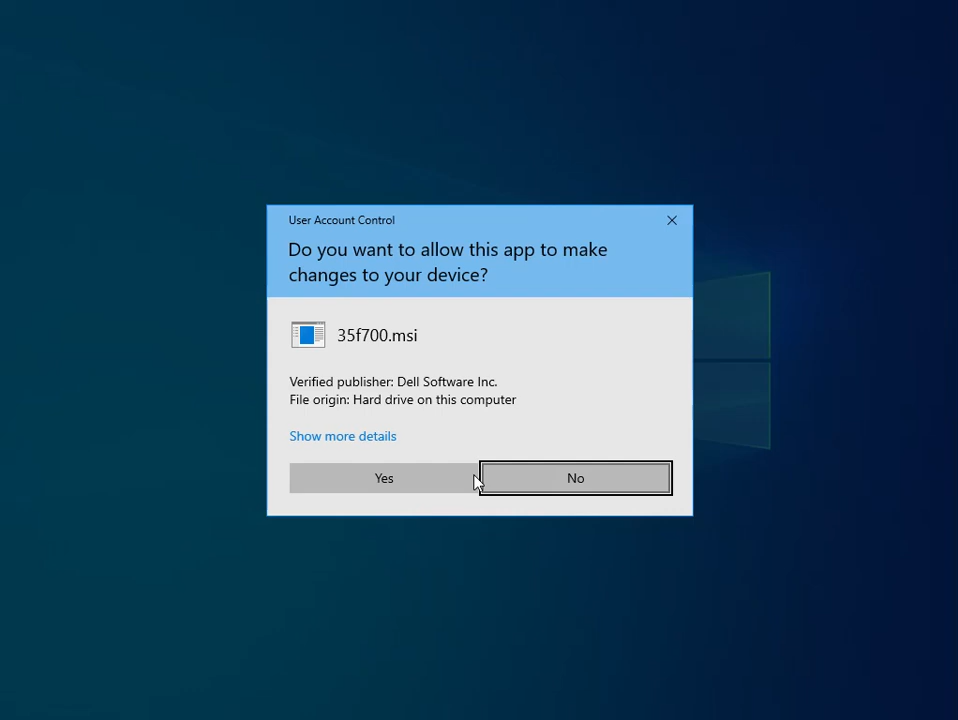 User Account Control
Do you want to allow this app to make
changes to your device?
35f700.msi
Verified publisher: Dell Software Inc.
File origin: Hard drive on this computer
Show more details
Yes
No